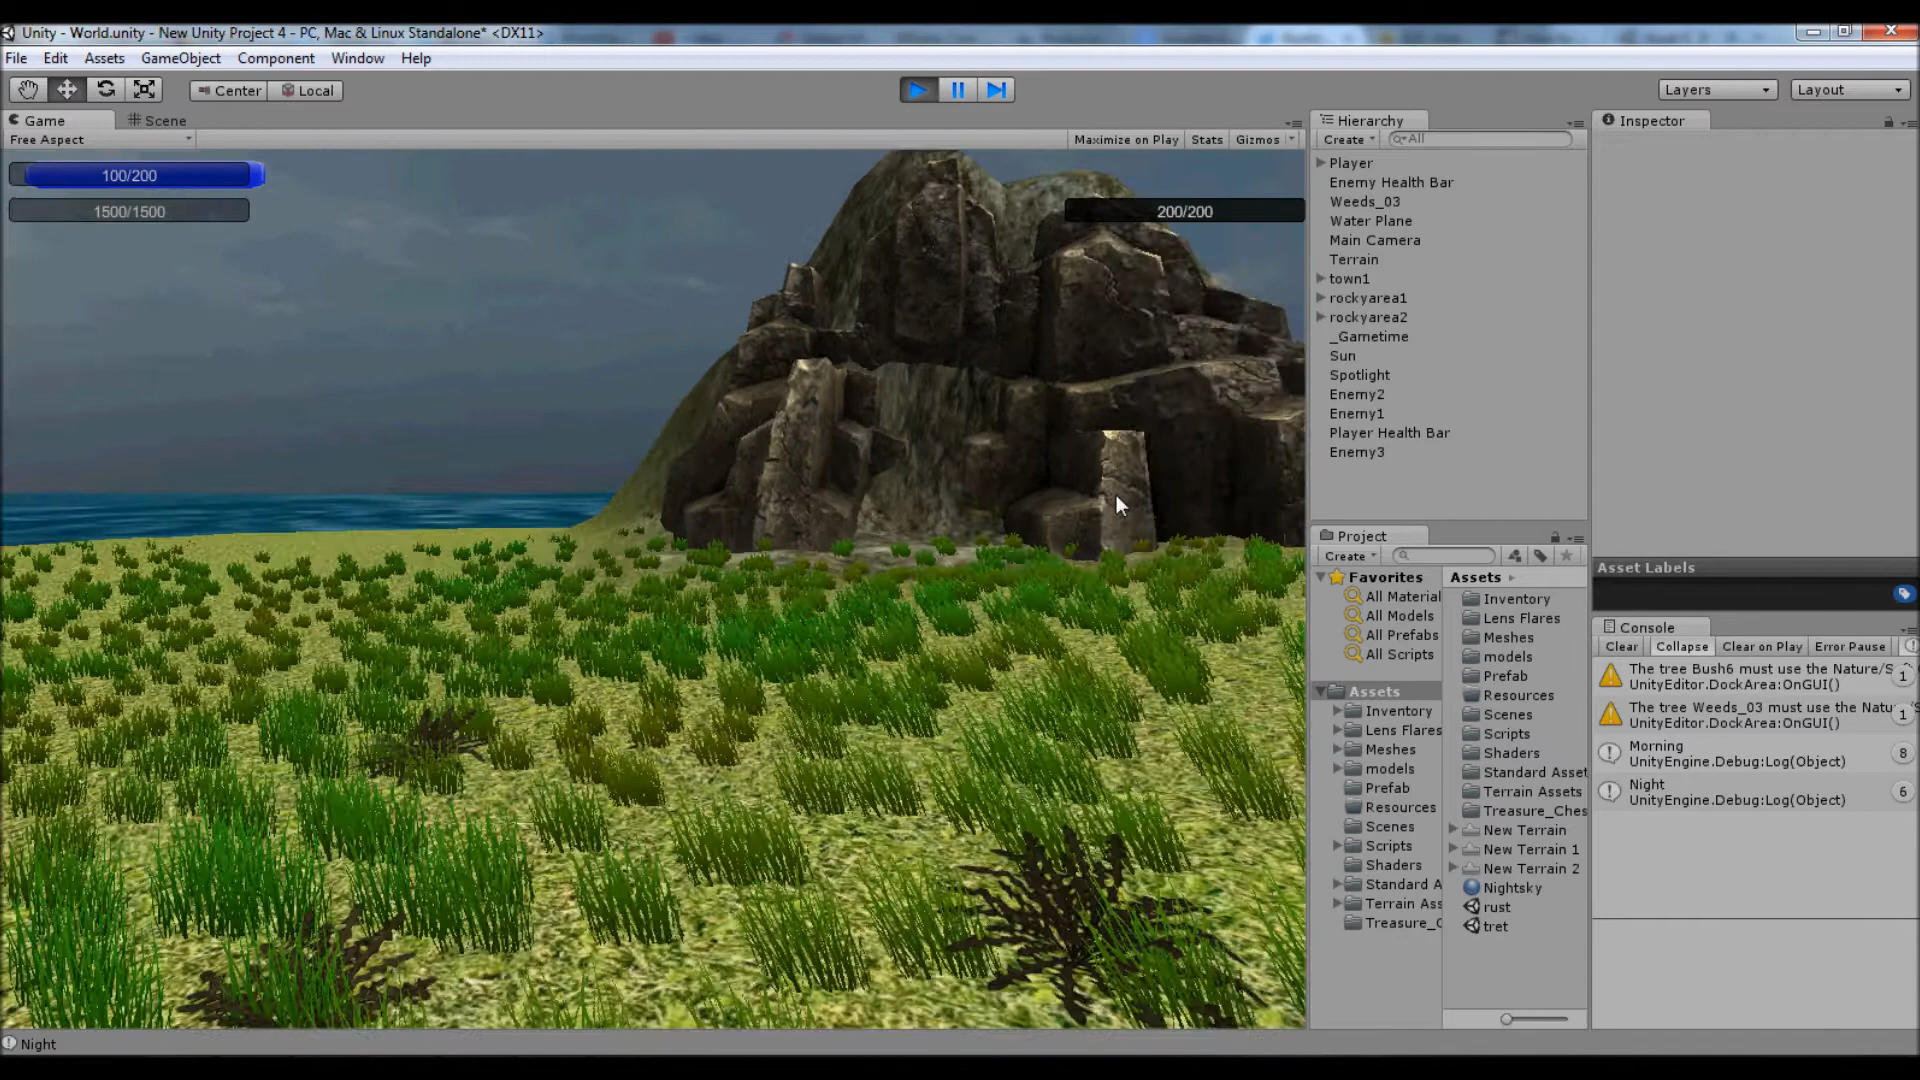 Unity - World.unity - New Unity Project 4 - PC, Mac & Linux Standalone* <DX11>
File Edit Assets GameObject Component Window Help
Center Local Layers Layout
Game Scene
Free Aspect Maximize on Play Stats Gizmos
100/200
1500/1500
200/200
Hierarchy
Create All
Player
Enemy Health Bar
Weeds_03
Water Plane
Main Camera
Terrain
town1
rockyarea1
rockyarea2
_Gametime
Sun
Spotlight
Enemy2
Enemy1
Player Health Bar
Enemy3
Project
Create
Favorites
All Material
All Models
All Prefabs
All Scripts
Assets
Inventory
Lens Flares
Meshes
models
Prefab
Resources
Scenes
Scripts
Shaders
Standard A
Terrain Ass
Treasure_C
Assets
Inventory
Lens Flares
Meshes
models
Prefab
Resources
Scenes
Scripts
Shaders
Standard Asset
Terrain Assets
Treasure_Ches
New Terrain
New Terrain 1
New Terrain 2
Nightsky
rust
tret
Inspector
Asset Labels
Console
Clear Collapse Clear on Play Error Pause
The tree Bush6 must use the Nature/S 1
UnityEditor.DockArea:OnGUI()
The tree Weeds_03 must use the Natu 1
UnityEditor.DockArea:OnGUI()
Morning 8
UnityEngine.Debug:Log(Object)
Night 6
UnityEngine.Debug:Log(Object)
Night